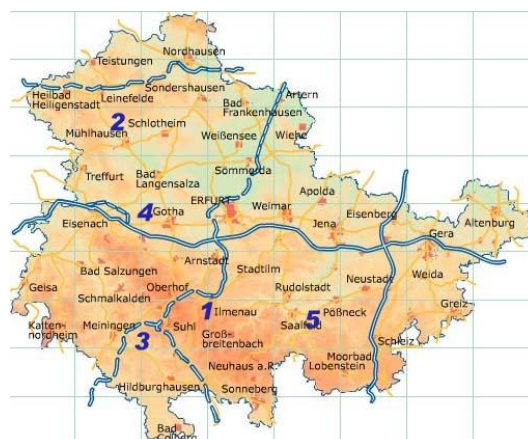 Nordhausen
Teistungen
Sondershausen
Heilbad
Heiligenstadt
Leinefelde
Artern
Bad
Frankenhausen
2
Schlotheim
Mühlhausen
Weißensee
Wiehe
Sömmerda
Treffurt
Bad
Langensalza
Apolda
ERFURT
4
Gotha
Weimar
Eisenberg
Altenburg
Eisenach
Jena
Gera
Arnstadt
Bad Salzungen
Stadtilm
Neustadt
Weida
Geisa
Oberhof
Rudolstadt
Schmalkalden
1
Ilmenau
5
Pößneck
Greiz
Kalten-
nordheim
Meiningen
Suhl
Saalfeld
3
Groß-
breitenbach
Schleiz
Moorbad
Lobenstein
Neuhaus a.R.
Hildburghausen
Sonneberg
Bad
Colberg